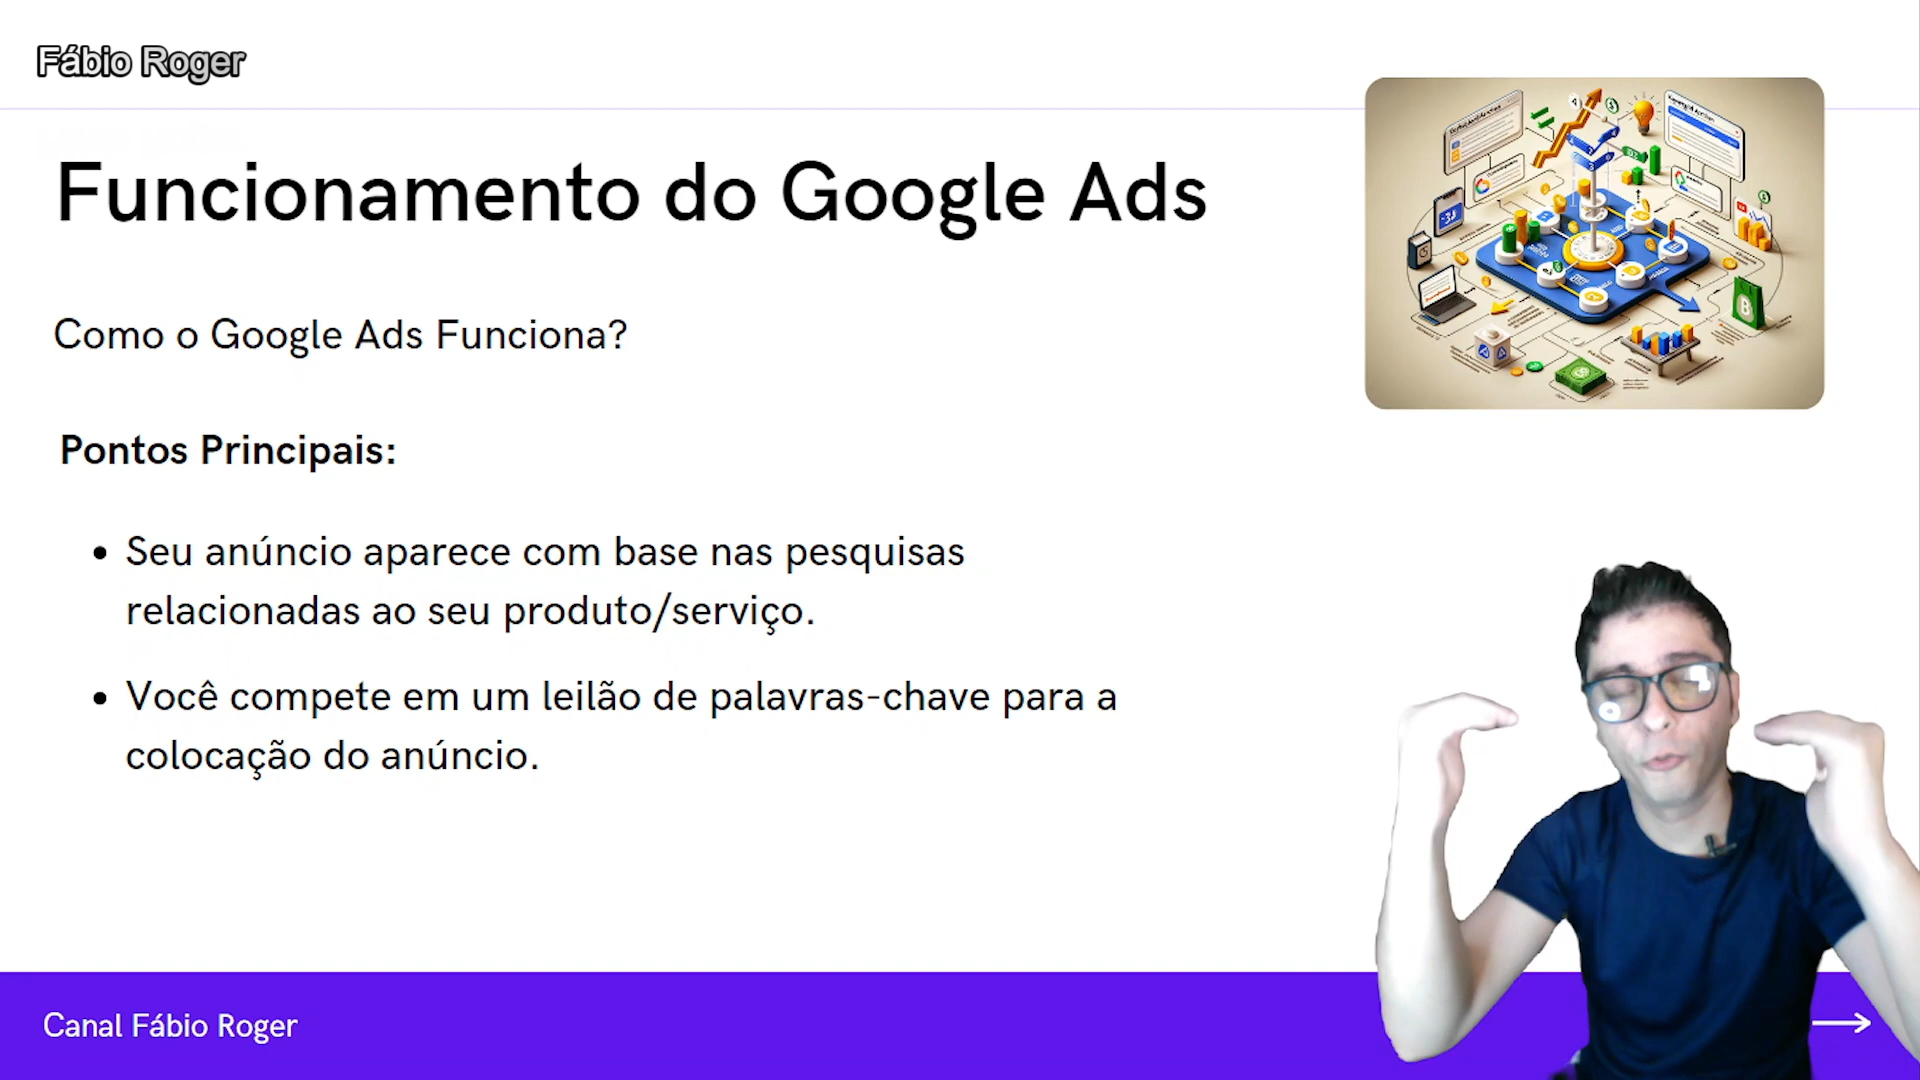 Fábio Roger
Funcionamento do Google Ads
Como o Google Ads Funciona?
Pontos Principais:
• Seu anúncio aparece com base nas pesquisas
relacionadas ao seu produto/serviço.
• Você compete em um leilão de palavras-chave para a
colocação do anúncio.
Canal Fábio Roger